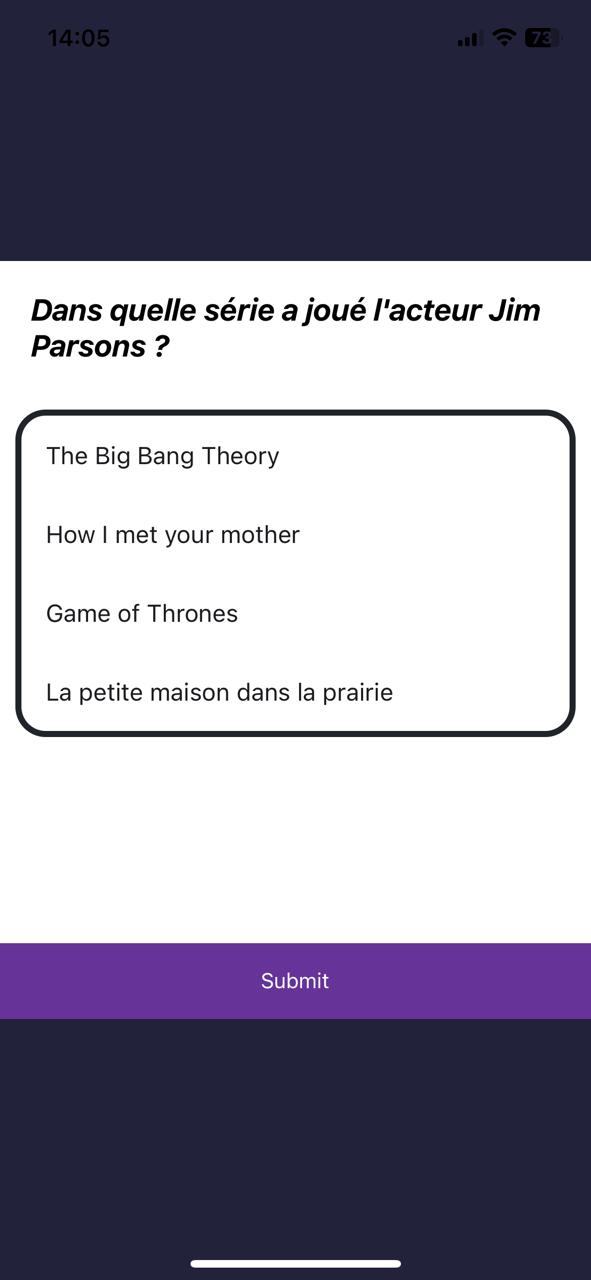 14:05
73
Dans quelle série a joué l'acteur Jim
Parsons ?
The Big Bang Theory
How I met your mother
Game of Thrones
La petite maison dans la prairie
Submit